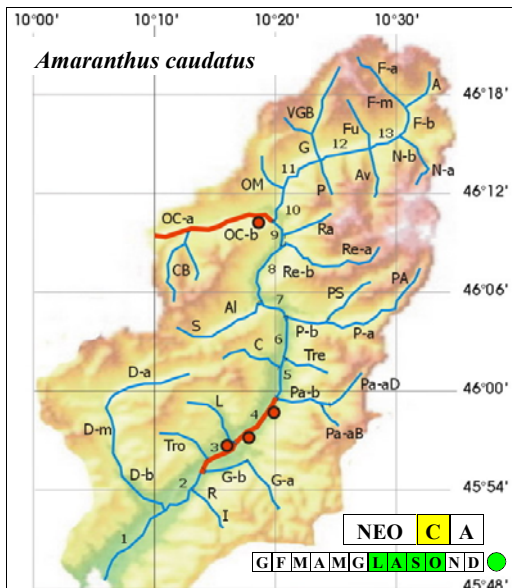 10°00' 10°10' 10°20' 10°30'
Amaranthus caudatus
F-a
A
46°18'
F-m
VGB
Fu
13
F-b
G
12
N-b
11
N-a
Av
OM
P
46°12'
OC-a
10
Ra
OC-b
9
Re-a
CB
8
Re-b
PA
46°06'
PS
7
Al
S
P-b
P-a
6
C
Tre
D-a
5
Pa-aD
46°00'
Pa-b
L
4
D-m
Pa-aB
Tro
3
D-b
G-b
G-a
2
45°54'
R
I
1
NEO C A
G F M A M G L A S O N D
45°48'